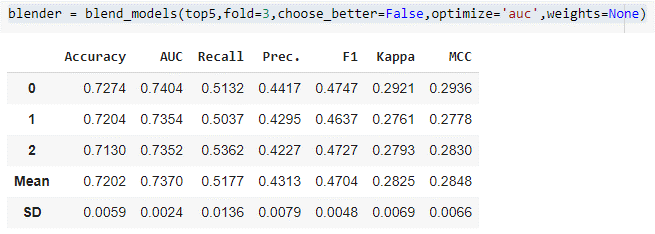 blender = blend_models(top5,fold=3,choose_better=False,optimize='auc',weights=None)
Accuracy AUC Recall Prec. F1 Kappa MCC
0 0.7274 0.7404 0.5132 0.4417 0.4747 0.2921 0.2936
1 0.7204 0.7354 0.5037 0.4295 0.4637 0.2761 0.2778
2 0.7130 0.7352 0.5362 0.4227 0.4727 0.2793 0.2830
Mean 0.7202 0.7370 0.5177 0.4313 0.4704 0.2825 0.2848
SD 0.0059 0.0024 0.0136 0.0079 0.0048 0.0069 0.0066